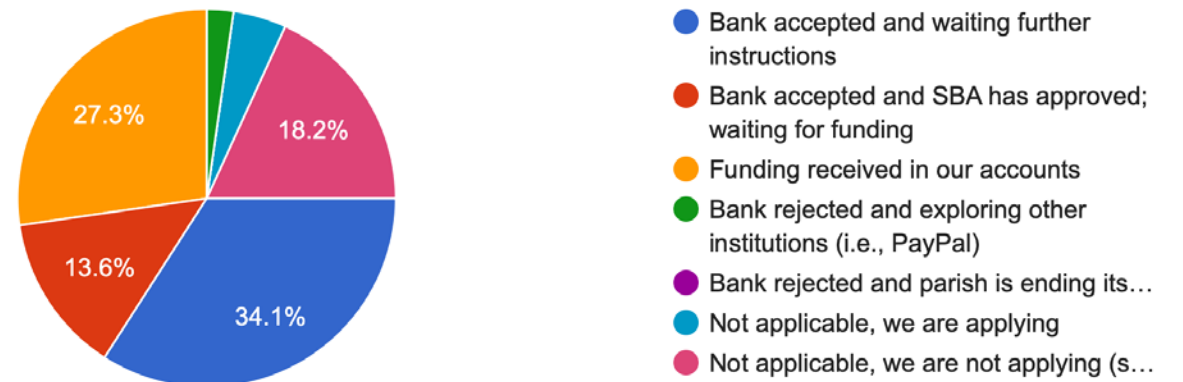 27.3%
18.2%
13.6%
34.1%
Bank accepted and waiting further
instructions
Bank accepted and SBA has approved;
waiting for funding
Funding received in our accounts
Bank rejected and exploring other
institutions (i.e., PayPal)
Bank rejected and parish is ending its…
Not applicable, we are applying
Not applicable, we are not applying (s…